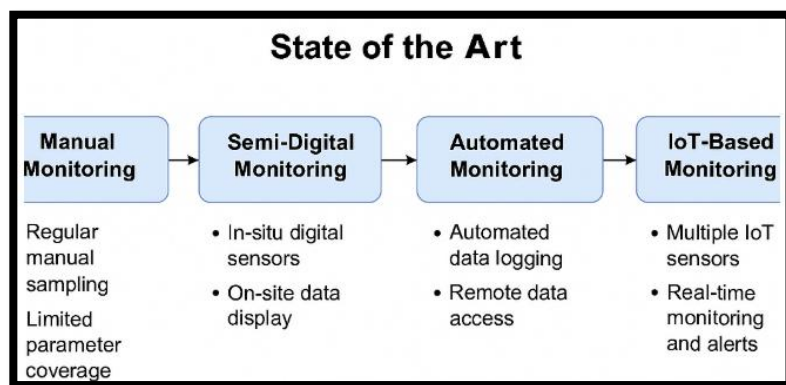 State of the Art
Manual
Monitoring
Regular
manual
sampling
Limited
parameter
coverage
Semi-Digital
Monitoring
• In-situ digital
sensors
• On-site data
display
Automated
Monitoring
• Automated
data logging
• Remote data
access
IoT-Based
Monitoring
• Multiple IoT
sensors
• Real-time
monitoring
and alerts